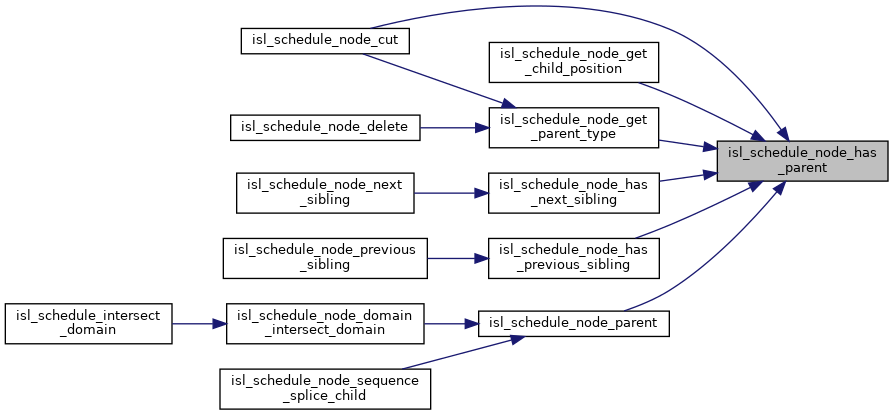 isl_schedule_node_cut
isl_schedule_node_get
_child_position
isl_schedule_node_get
_parent_type
isl_schedule_node_delete
isl_schedule_node_has
_parent
isl_schedule_node_next
_sibling
isl_schedule_node_has
_next_sibling
isl_schedule_node_previous
_sibling
isl_schedule_node_has
_previous_sibling
isl_schedule_intersect
_domain
isl_schedule_node_domain
_intersect_domain
isl_schedule_node_parent
isl_schedule_node_sequence
_splice_child